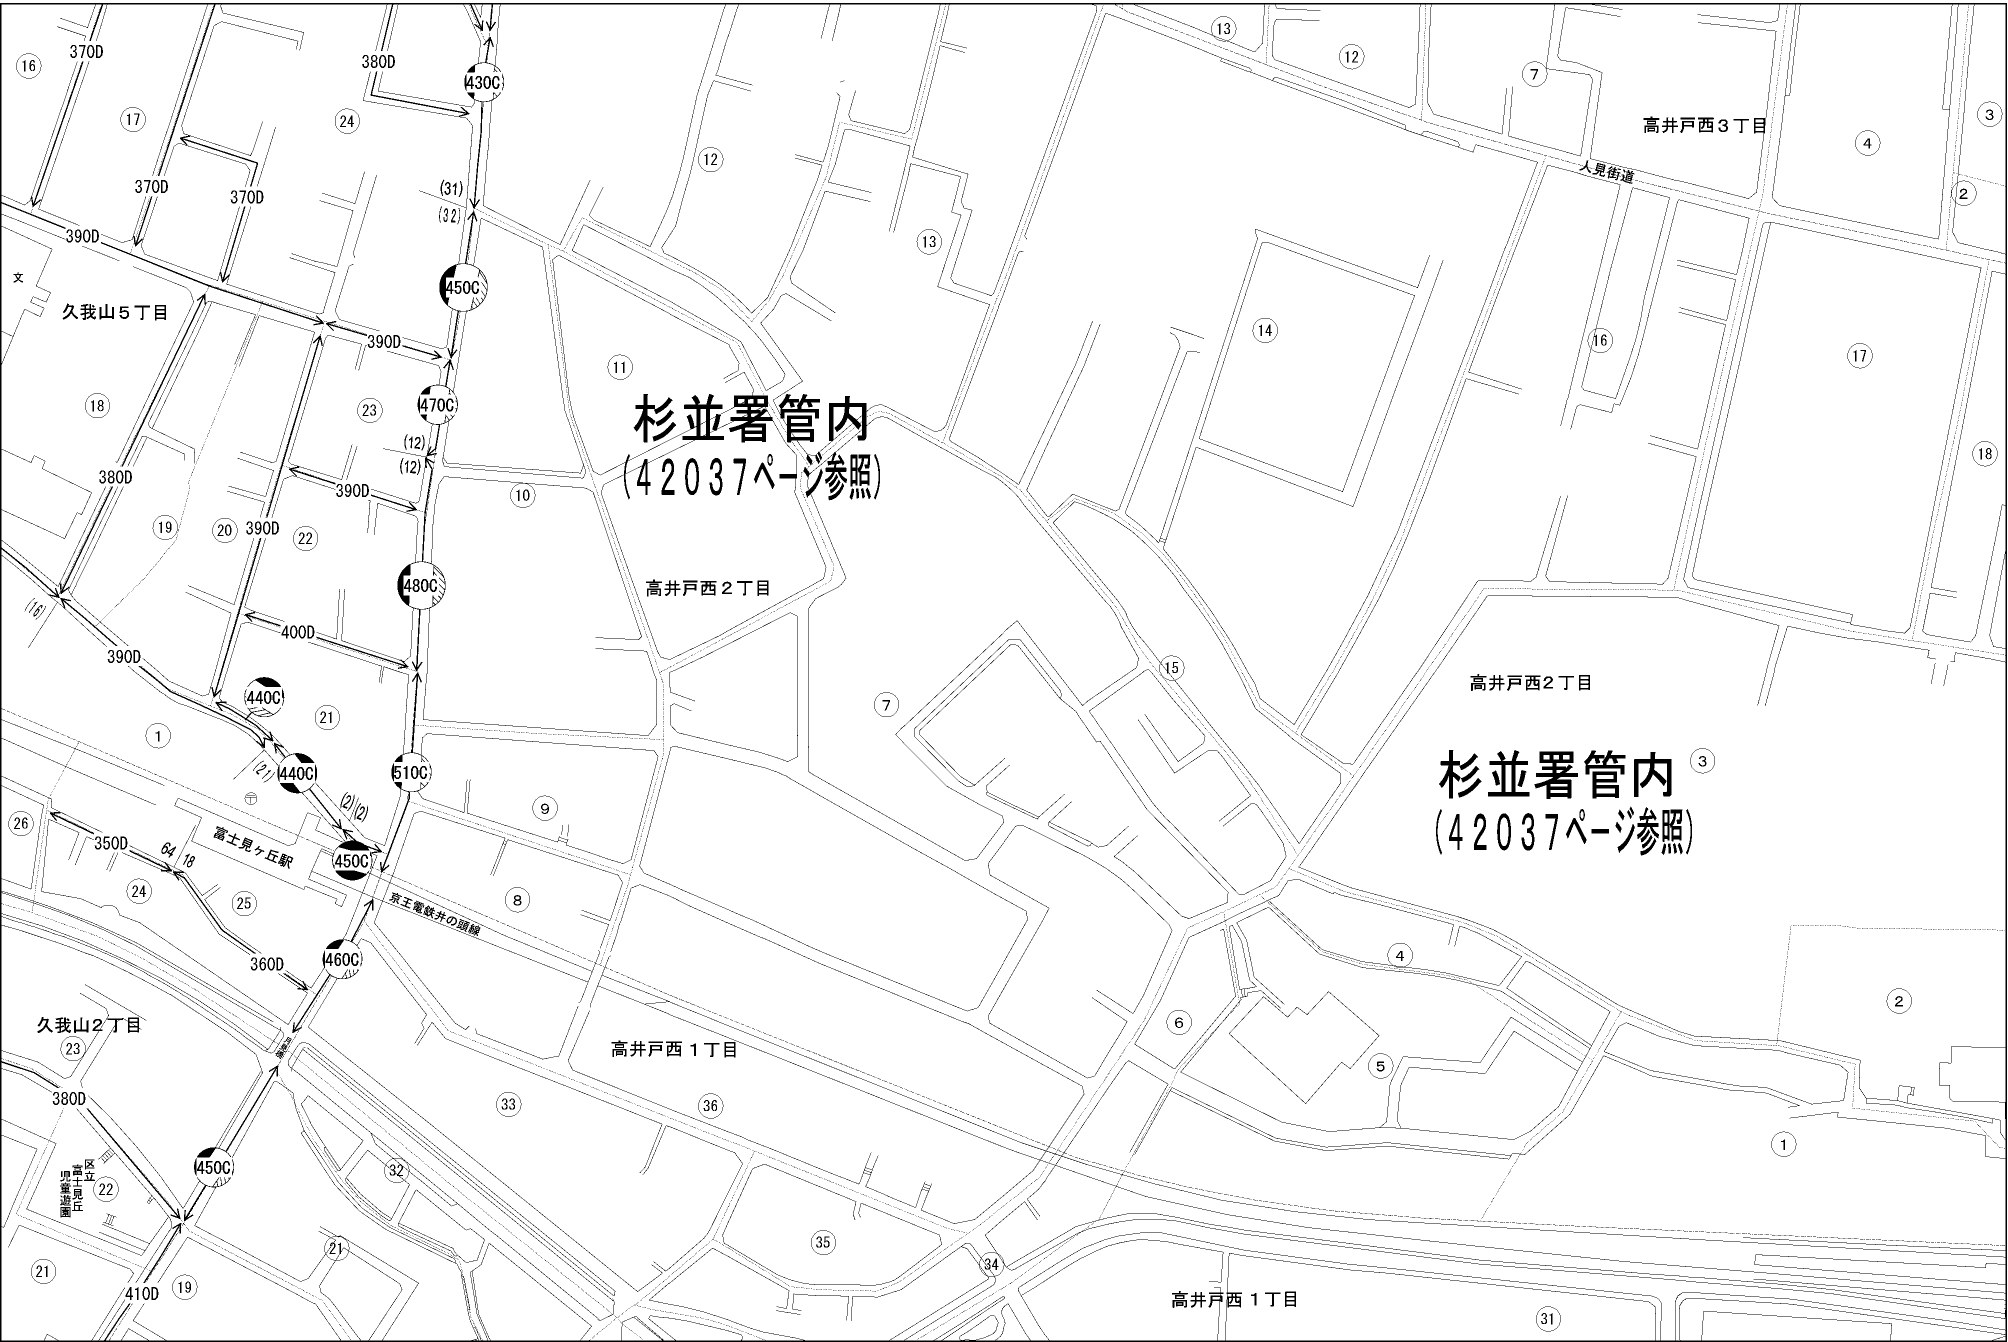 370D
380D
430C
13
12
7
16
17
24
12
高井戸西3丁目
4
3
人見街道
2
370D
370D
(31)
(32)
390D
13
文
450C
久我山5丁目
390D
14
16
17
11
18
23
470C
杉並署管内
(42037ページ参照)
(12)
(12)
380D
390D
10
18
19
20
390D
22
480C
高井戸西2丁目
(16)
400D
390D
15
高井戸西2丁目
440C
21
7
1
杉並署管内
(42037ページ参照)
3
(21)
440C
510C
〒
(2)(2)
9
26
350D
富士見ヶ丘駅
64 18
450C
24
25
8
京王電鉄井の頭線
360D
460C
4
2
久我山2丁目
23
6
高井戸西1丁目
5
380D
33
36
1
450C
区立
富士見丘
児童遊園
22
32
21
21
35
34
410D
19
高井戸西1丁目
31